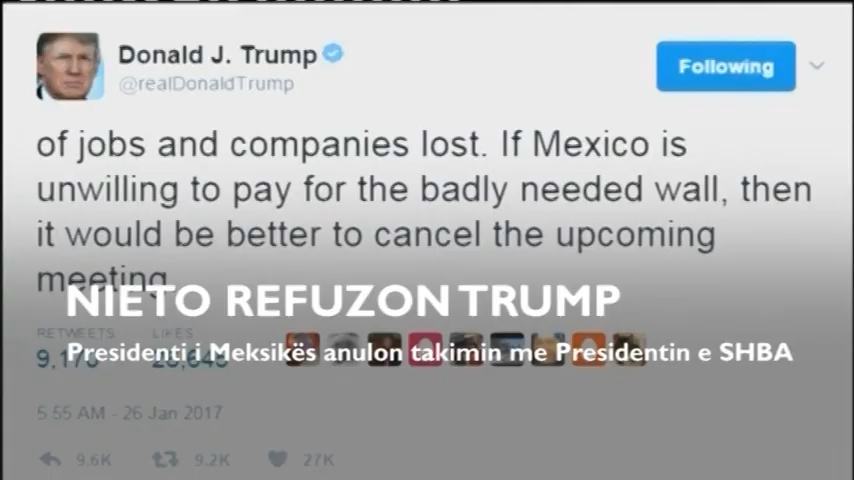 Donald J. Trump
@realDonaldTrump
Following
of jobs and companies lost. If Mexico is
unwilling to pay for the badly needed wall, then
it would be better to cancel the upcoming
meeting
NIETO REFUZON TRUMP
RETWEETS LIKES
Presidenti i Meksikës anulon takimin me Presidentin e SHBA
5:55 AM - 26 Jan 2017
9.6K 9.2K 27K